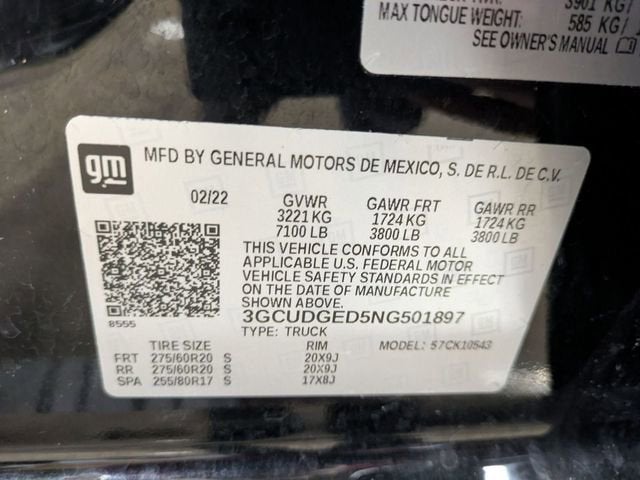 3901 KG/
MAX TONGUE WEIGHT: 585 KG/
SEE OWNER'S MANUAL
gm
MFD BY GENERAL MOTORS DE MEXICO, S. DE R.L. DE C.V.
02/22 GVWR GAWR FRT GAWR RR
3221 KG 1724 KG 1724 KG
7100 LB 3800 LB 3800 LB
THIS VEHICLE CONFORMS TO ALL
APPLICABLE U.S. FEDERAL MOTOR
VEHICLE SAFETY STANDARDS IN EFFECT
ON THE DATE OF MANUFACTURE
SHOWN ABOVE.
8555 3GCUDGED5NG501897
TYPE: TRUCK MODEL: 57CK10543
TIRE SIZE RIM
FRT 275/60R20 S 20X9J
RR 275/60R20 S 20X9J
SPA 255/80R17 S 17X8J